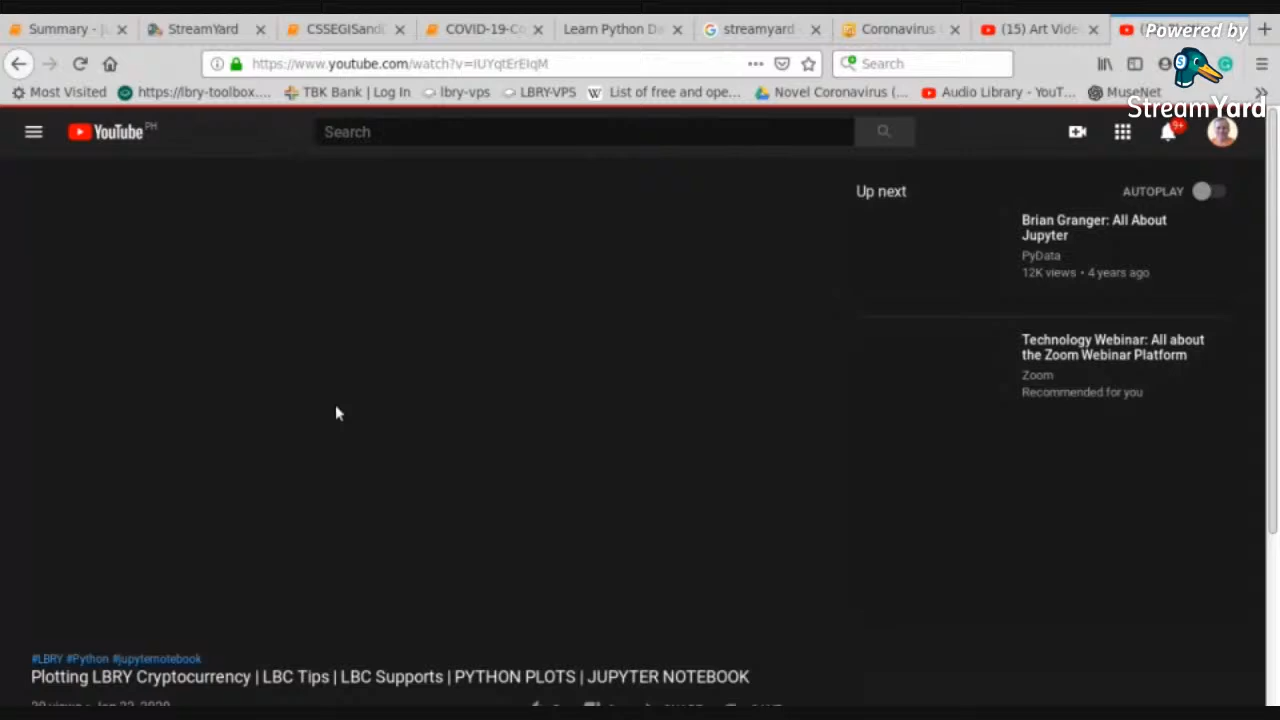 Summary - 
StreamYard
CSSEGISand
COVID-19-Co
Learn Python Da
streamyard
Coronavirus
(15) Art Vide
Powered by
https://www.youtube.com/watch?v=IUYqtErEIqM
Search
StreamYard
Most Visited
https://lbry-toolbox....
TBK Bank | Log In
lbry-vps
LBRY-VPS
List of free and ope...
Novel Coronavirus (...
Audio Library - YouT...
MuseNet
YouTube PH
Search
9+
Up next
AUTOPLAY
Brian Granger: All About
Jupyter
PyData
12K views • 4 years ago
Technology Webinar: All about
the Zoom Webinar Platform
Zoom
Recommended for you
#LBRY #Python #jupyternotebook
Plotting LBRY Cryptocurrency | LBC Tips | LBC Supports | PYTHON PLOTS | JUPYTER NOTEBOOK